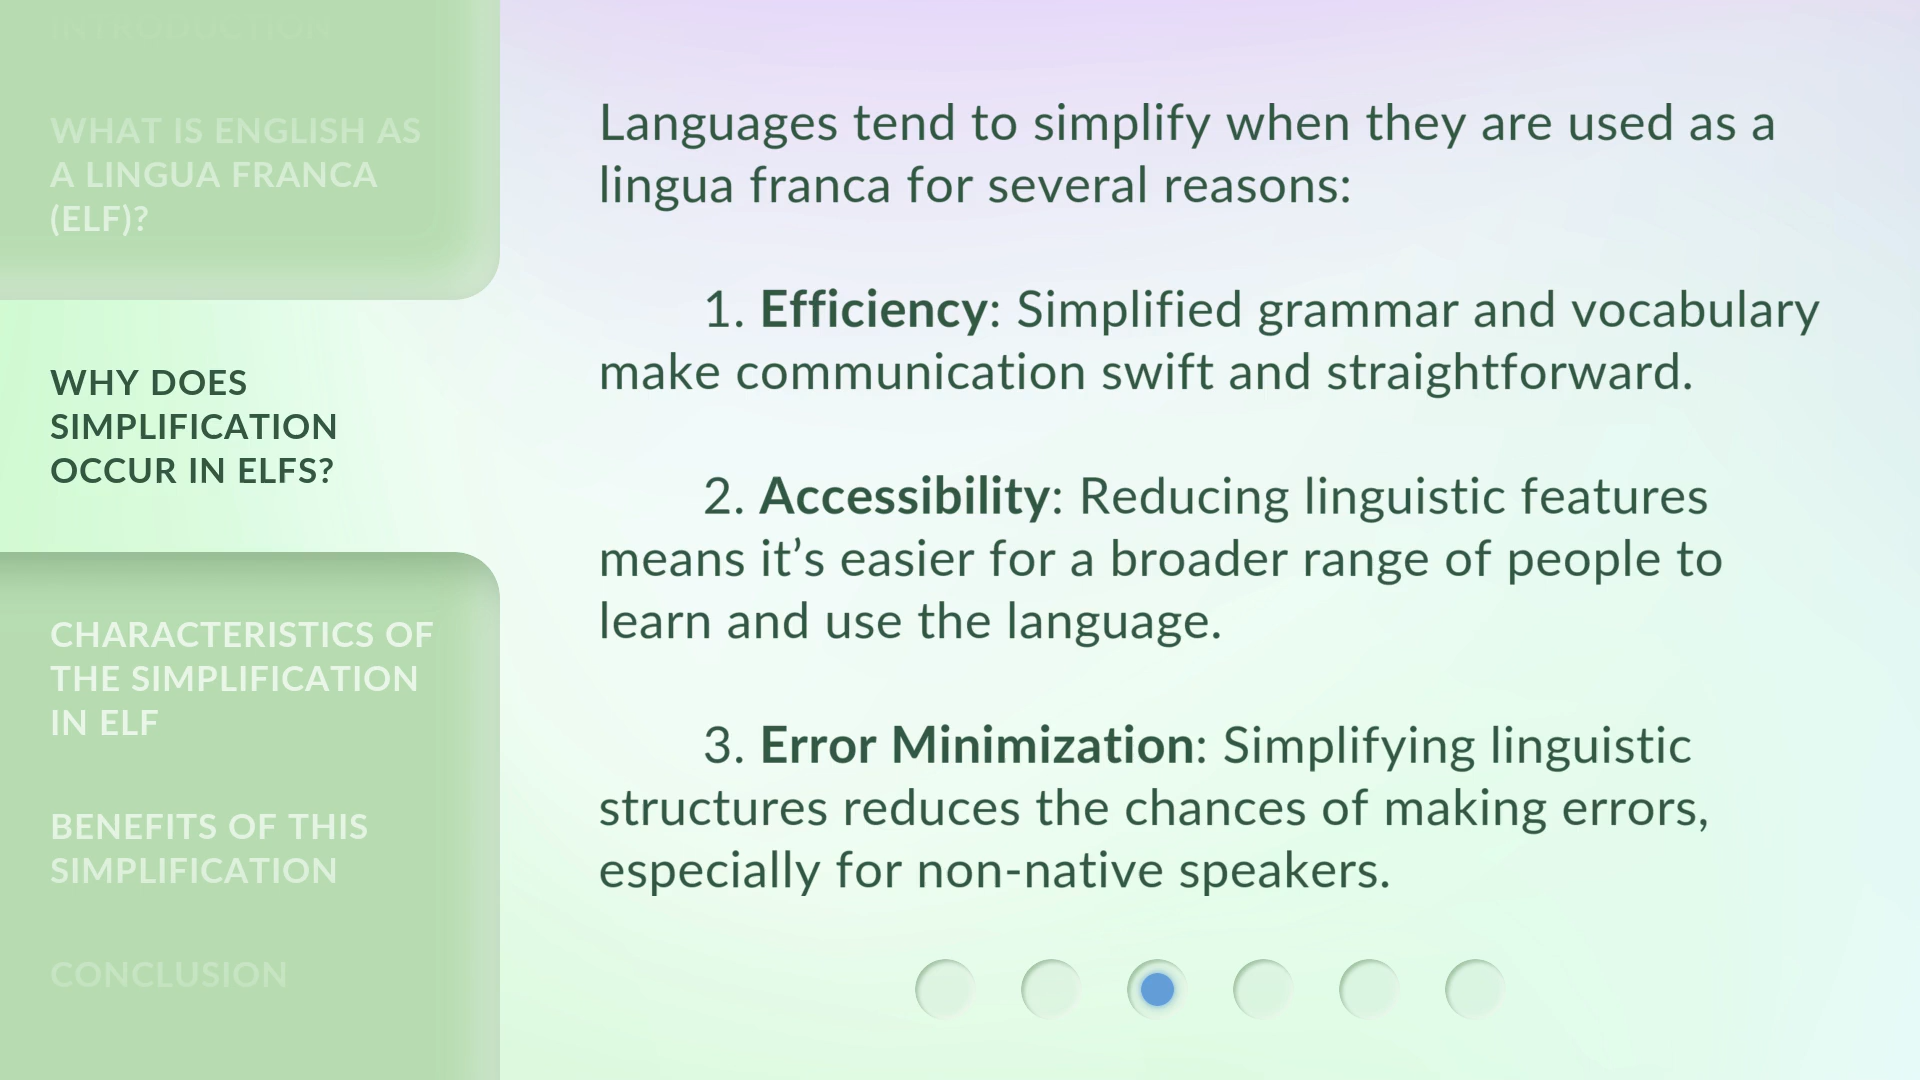 INTRODUCTION
WHAT IS ENGLISH AS
A LINGUA FRANCA
(ELF)?
WHY DOES
SIMPLIFICATION
OCCUR IN ELFS?
CHARACTERISTICS OF
THE SIMPLIFICATION
IN ELF
BENEFITS OF THIS
SIMPLIFICATION
CONCLUSION
Languages tend to simplify when they are used as a
lingua franca for several reasons:
1. Efficiency: Simplified grammar and vocabulary
make communication swift and straightforward.
2. Accessibility: Reducing linguistic features
means it’s easier for a broader range of people to
learn and use the language.
3. Error Minimization: Simplifying linguistic
structures reduces the chances of making errors,
especially for non-native speakers.